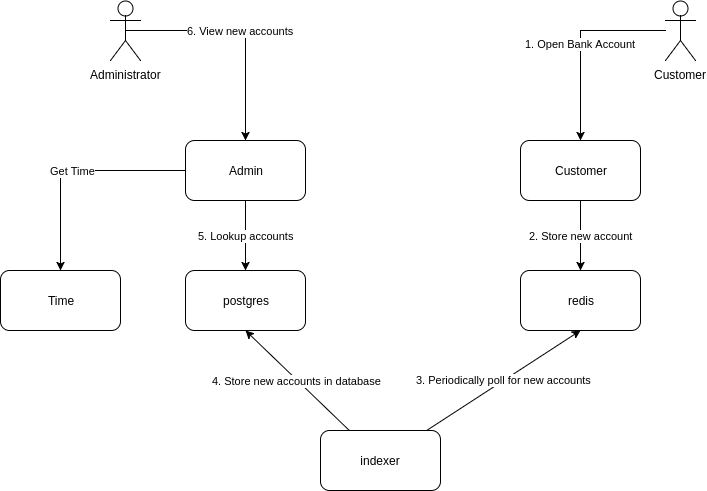 6. View new accounts
1. Open Bank Account
Administrator
Customer
Get Time
Admin
Customer
5. Lookup accounts
2. Store new account
Time
postgres
redis
4. Store new accounts in database
3. Periodically poll for new accounts
indexer